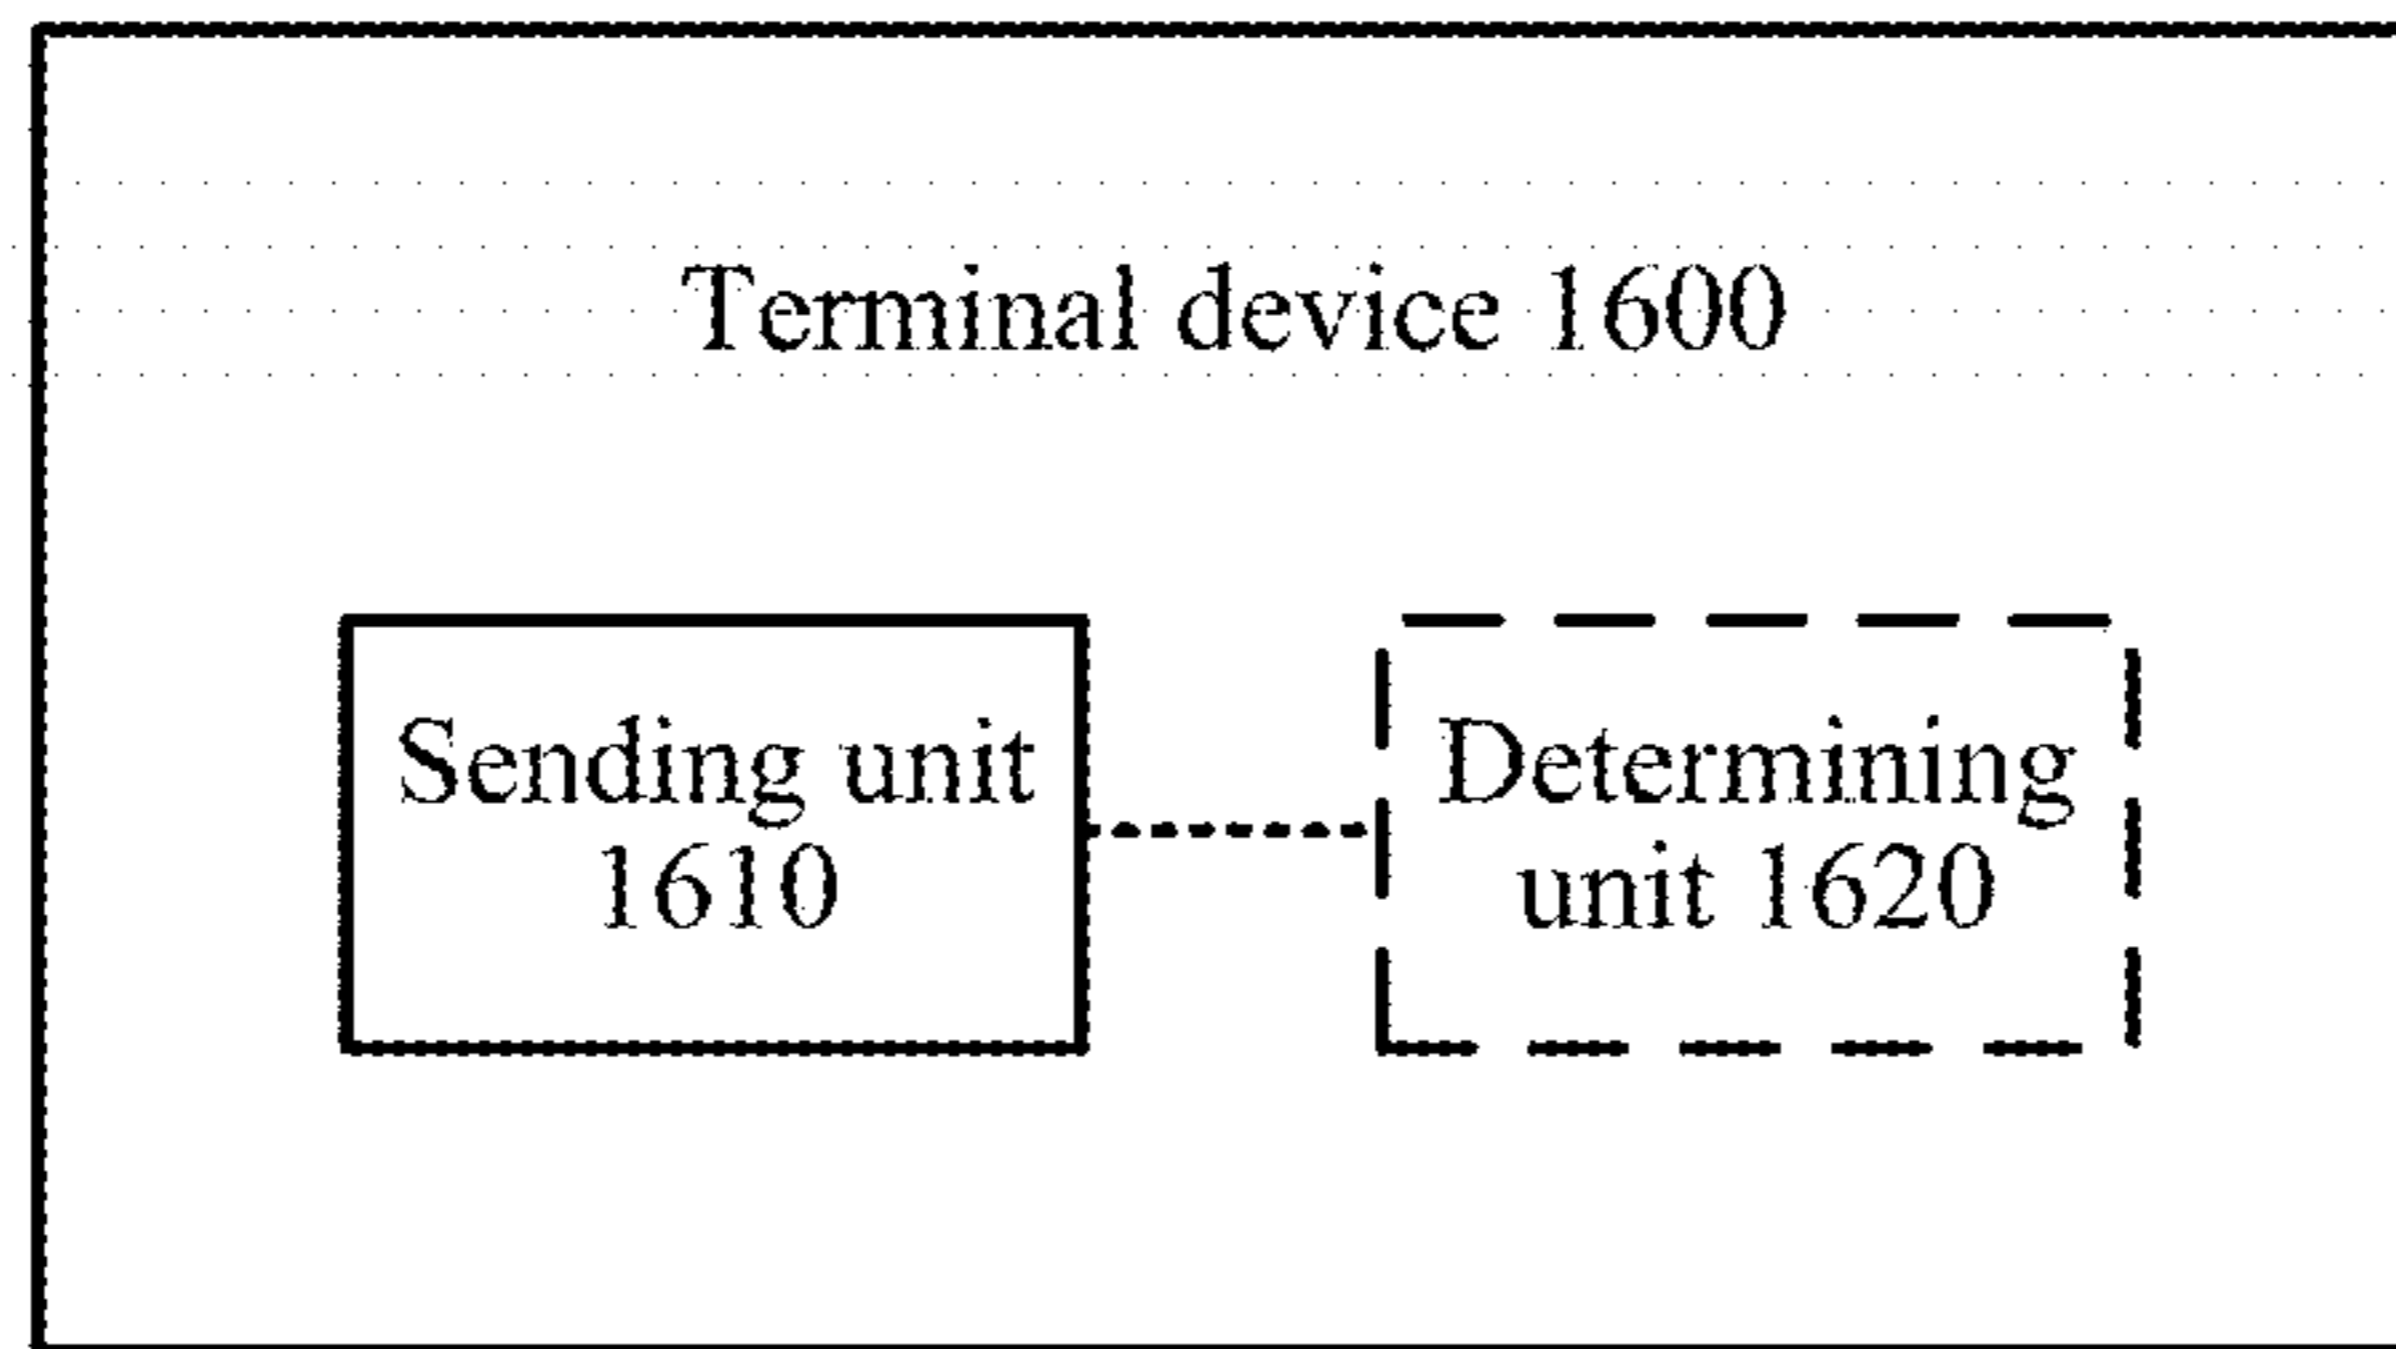 Terminal device 1600
Sending unit
1610
Determining
unit 1620